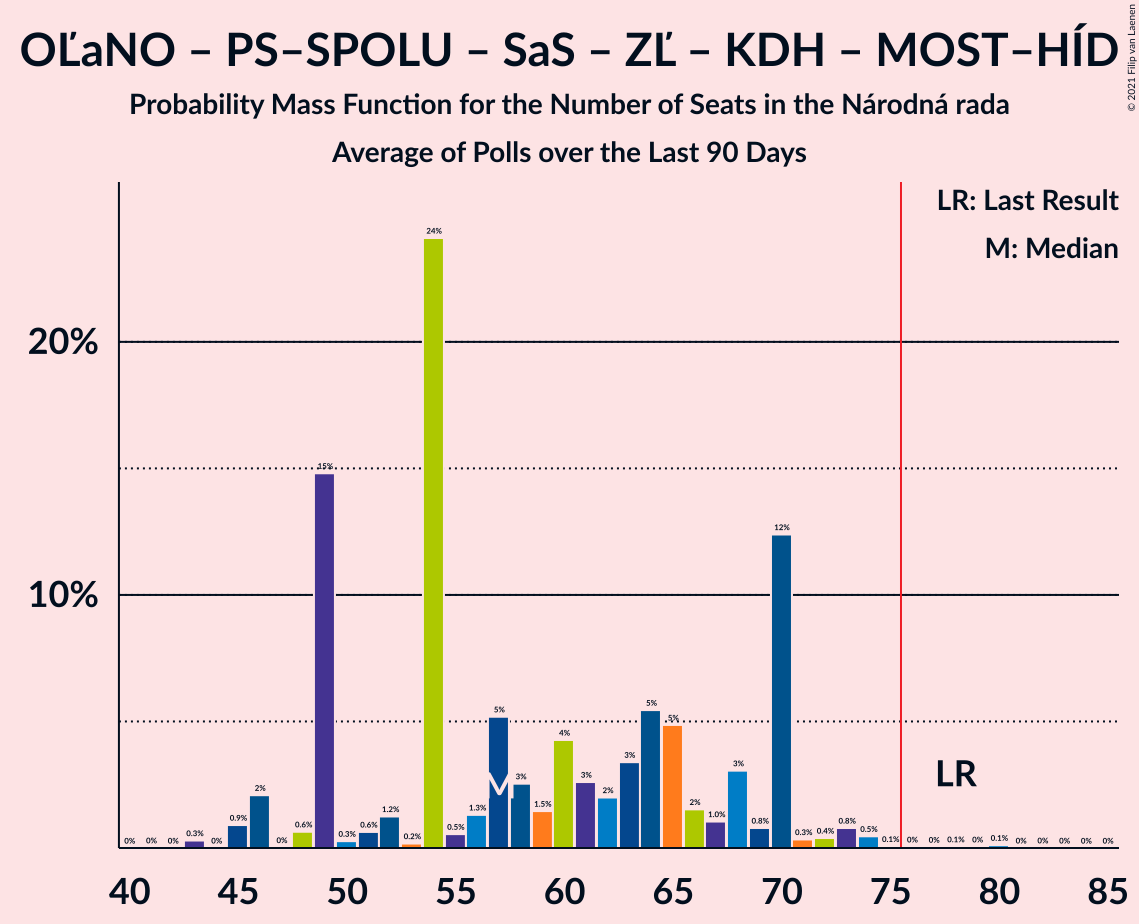 OĽaNO – PS–SPOLU – SaS – ZĽ – KDH – MOST–HÍD
Probability Mass Function for the Number of Seats in the Národná rada
Average of Polls over the Last 90 Days
© 2021 Filip van Laenen
LR: Last Result
M: Median
20%
10%
0% 0% 0% 0.3% 0% 0.9% 2% 0% 0.6% 15% 0.3% 0.6% 1.2% 0.2% 24% 0.5% 1.3% 5% 3% 1.5% 4% 3% 2% 3% 5% 5% 2% 1.0% 3% 0.8% 12% 0.3% 0.4% 0.8% 0.5% 0.1% 0% 0% 0.1% 0% 0.1% 0% 0% 0% 0% 0%
M
LR
40 45 50 55 60 65 70 75 80 85